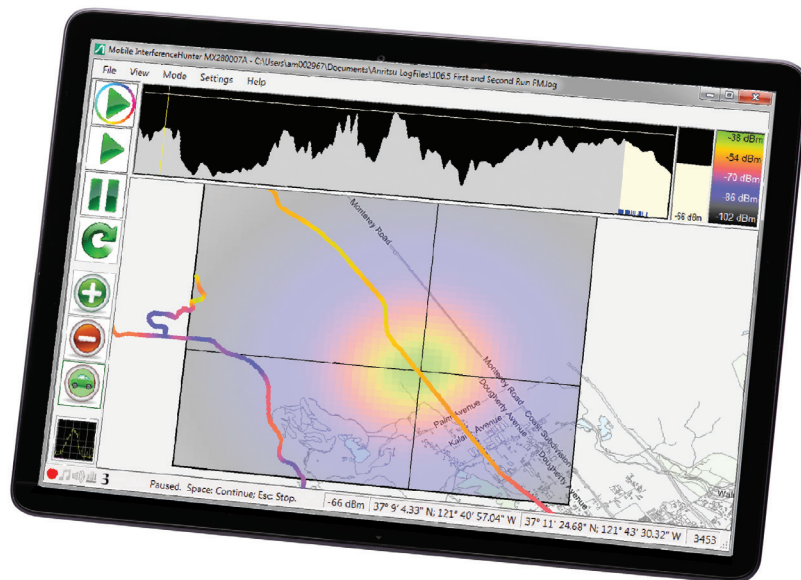 Mobile InterferenceHunter MX280007A - C:\Users\am002967\Documents\Anritsu LogFiles\106.5 First and Second Run FM.log
File View Mode Settings Help
-38 dBm
-54 dBm
-70 dBm
-86 dBm
-102 dBm
-66 dBm
Monterey Road
Monterey Road
Dougherty Avenue
Coast Subdivision
Palm Avenue
Kalai Avenue
Dougherty Avenue
3
Paused. Space: Continue; Esc: Stop.
-66 dBm
37° 9' 4.33" N; 121° 40' 57.04" W
37° 11' 24.68" N; 121° 43' 30.32" W
3453